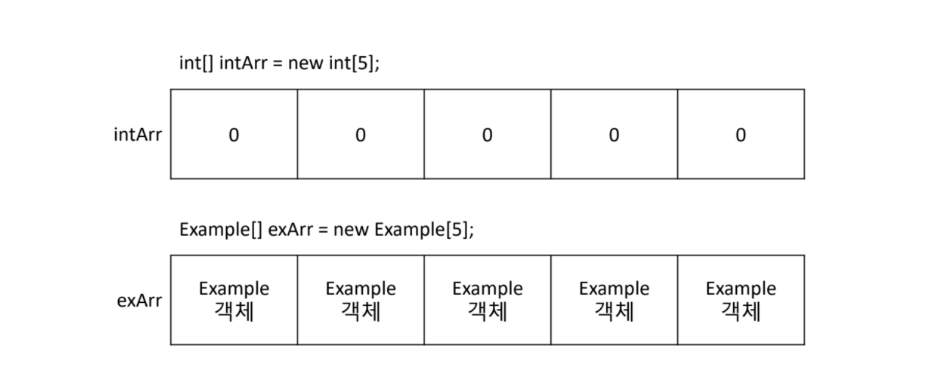 int[] intArr = new int[5];
intArr 0 0 0 0 0
Example[] exArr = new Example[5];
Example Example Example Example Example
exArr
객체 객체 객체 객체 객체